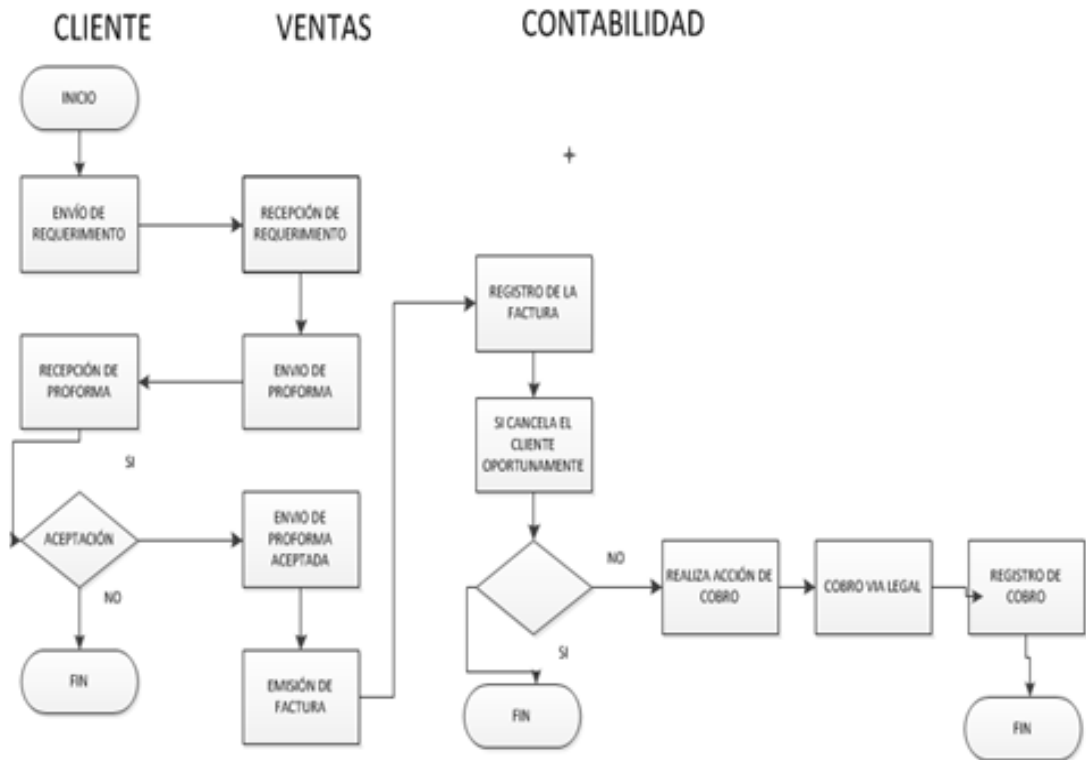 CLIENTE
VENTAS
CONTABILIDAD
INICIO
ENVÍO DE
REQUERIMIENTO
RECEPCIÓN DE
REQUERIMIENTO
REGISTRO DE LA
FACTURA
RECEPCIÓN DE
PROFORMA
ENVIO DE
PROFORMA
SI CANCELA EL
CLIENTE
OPORTUNAMENTE
SI
ACEPTACIÓN
ENVIO DE
PROFORMA
ACEPTADA
NO
REALIZA ACCIÓN DE
COBRO
COBRO VIA LEGAL
REGISTRO DE
COBRO
NO
SI
FIN
EMISIÓN DE
FACTURA
FIN
FIN